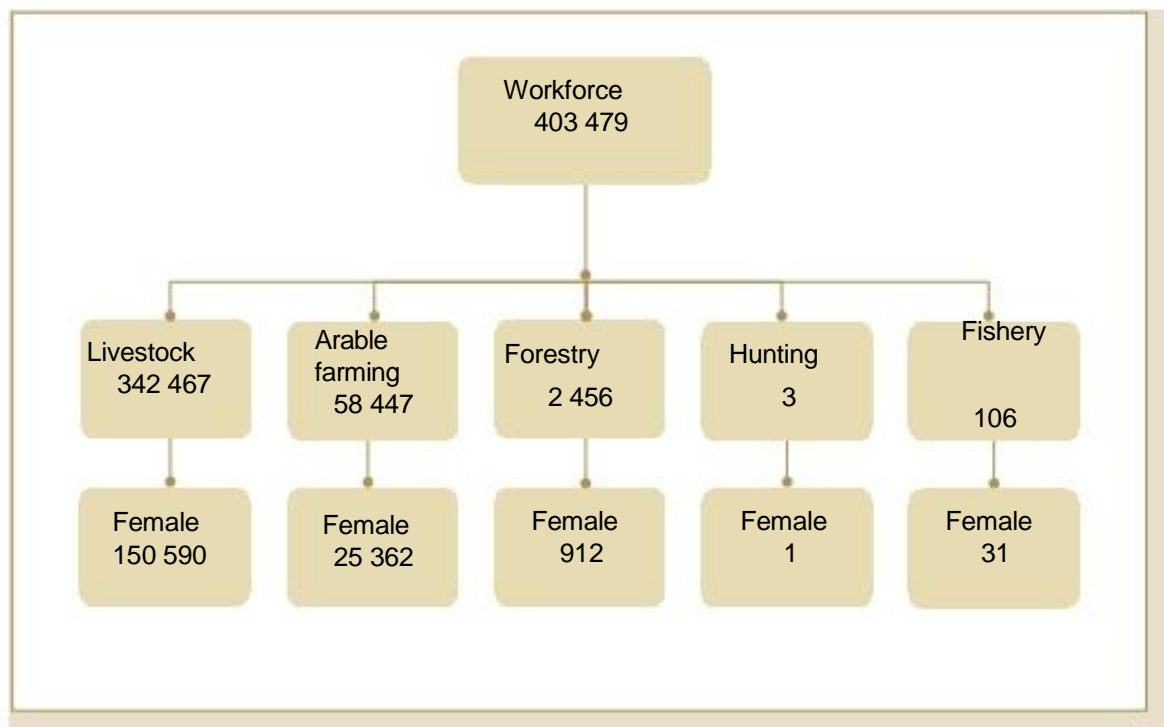 Workforce
403 479
Livestock
342 467
Arable
farming
58 447
Forestry
2 456
Hunting
3
Fishery
106
Female
150 590
Female
25 362
Female
912
Female
1
Female
31